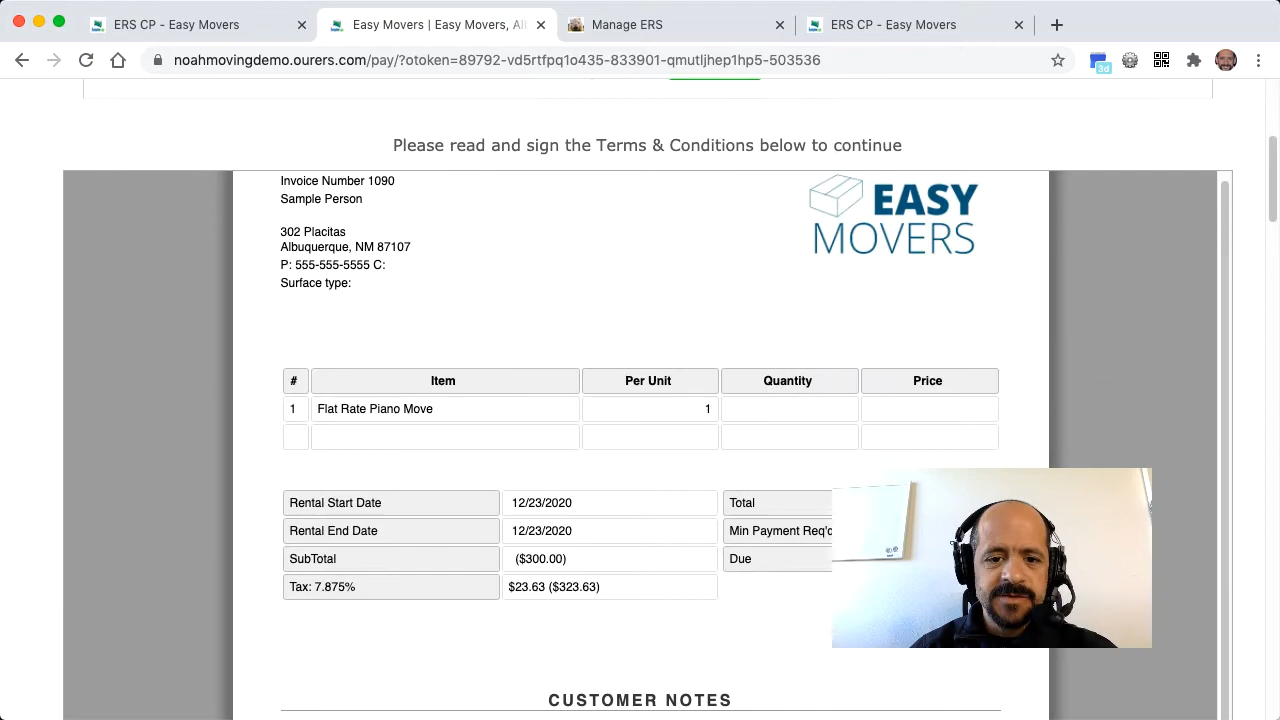 ERS CP - Easy Movers
Easy Movers | Easy Movers, Al
Manage ERS
ERS CP - Easy Movers
noahmovingdemo.ourers.com/pay/?otoken=89792-vd5rtfpq1o435-833901-qmutljhep1hp5-503536
3d
Please read and sign the Terms & Conditions below to continue
Invoice Number 1090
Sample Person
302 Placitas
Albuquerque, NM 87107
P: 555-555-5555 C:
Surface type:
EASY
MOVERS
# Item Per Unit Quantity Price
1 Flat Rate Piano Move 1
Rental Start Date 12/23/2020 Total
Rental End Date 12/23/2020 Min Payment Req'd
SubTotal ($300.00) Due
Tax: 7.875% $23.63 ($323.63)
CUSTOMER NOTES